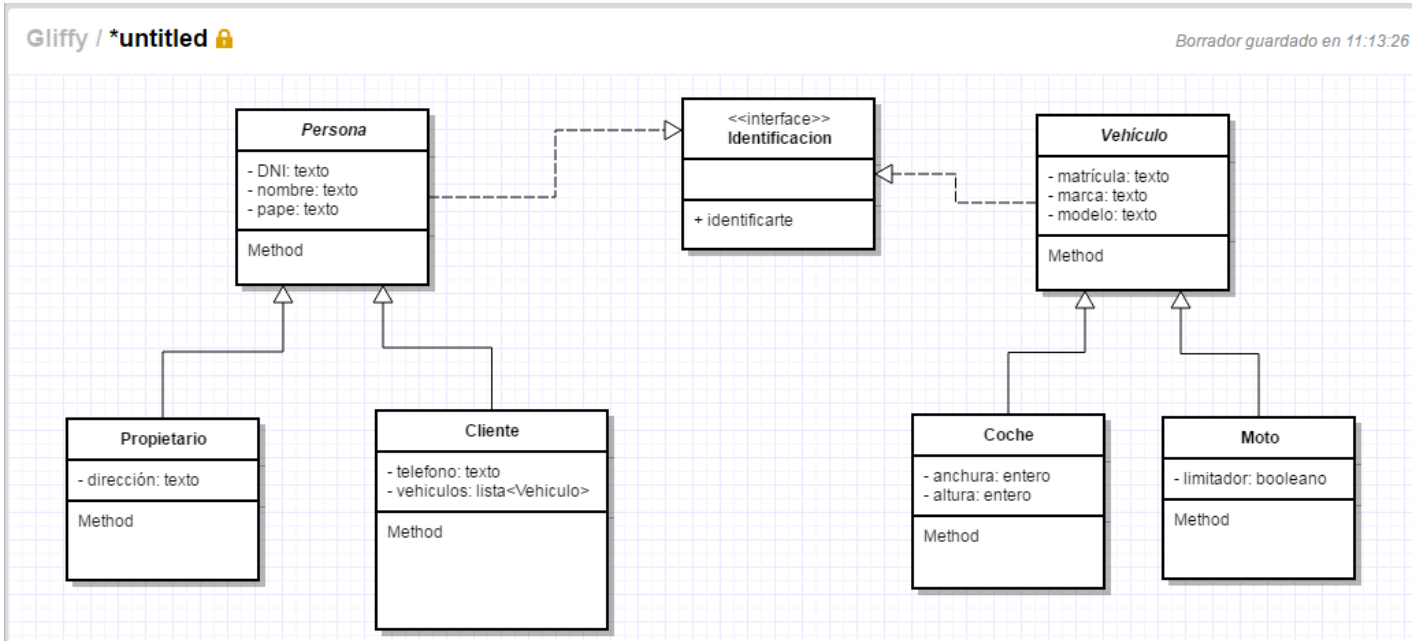 Gliffy / *untitled
Borrador guardado en 11:13:26
Persona
- DNI: texto
- nombre: texto
- pape: texto
Method
<<interface>>
Identificacion
+ identificarte
Vehículo
- matrícula: texto
- marca: texto
- modelo: texto
Method
Propietario
- dirección: texto
Method
Cliente
- telefono: texto
- vehiculos: lista<Vehiculo>
Method
Coche
- anchura: entero
- altura: entero
Method
Moto
- limitador: booleano
Method